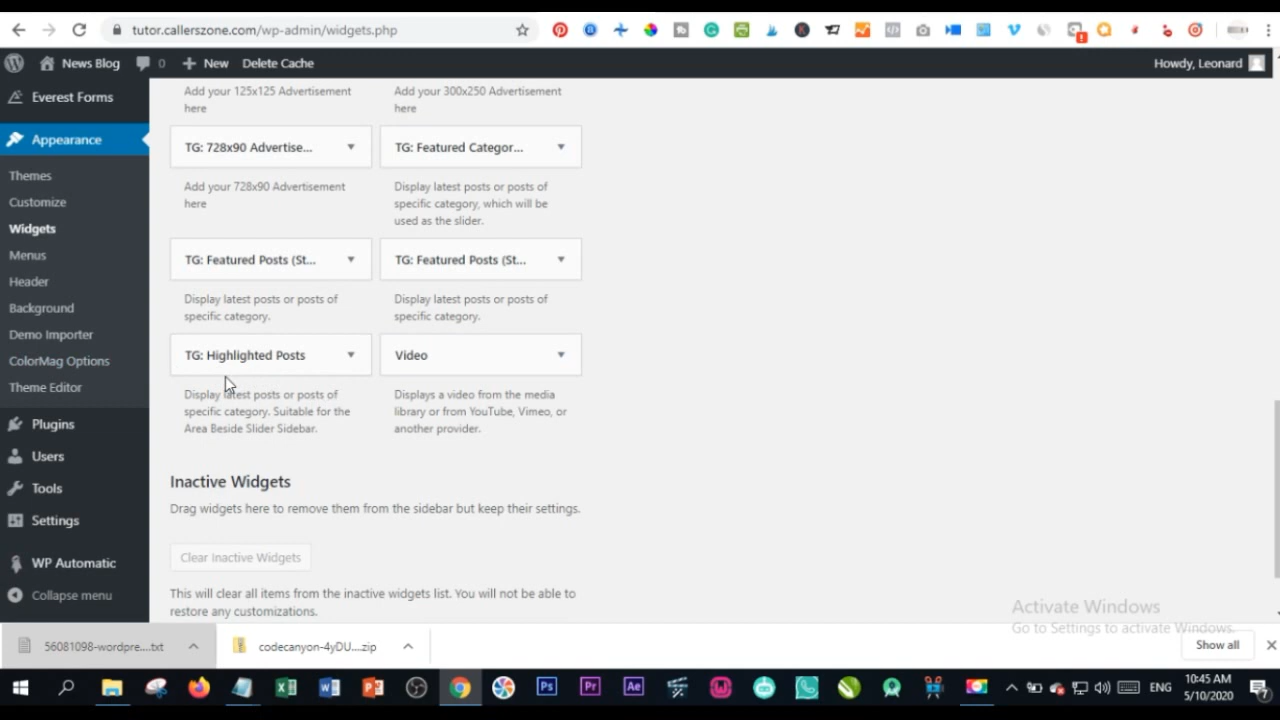 tutor.callerszone.com/wp-admin/widgets.php
News Blog
0
New
Delete Cache
Howdy, Leonard
Everest Forms
Appearance
Themes
Customize
Widgets
Menus
Header
Background
Demo Importer
ColorMag Options
Theme Editor
Plugins
Users
Tools
Settings
WP Automatic
Collapse menu
Add your 125x125 Advertisement
here
Add your 300x250 Advertisement
here
TG: 728x90 Advertise...
TG: Featured Categor...
Add your 728x90 Advertisement
here
Display latest posts or posts of
specific category, which will be
used as the slider.
TG: Featured Posts (St...
TG: Featured Posts (St...
Display latest posts or posts of
specific category.
Display latest posts or posts of
specific category.
TG: Highlighted Posts
Video
Display latest posts or posts of
specific category. Suitable for the
Area Beside Slider Sidebar.
Displays a video from the media
library or from YouTube, Vimeo, or
another provider.
Inactive Widgets
Drag widgets here to remove them from the sidebar but keep their settings.
Clear Inactive Widgets
This will clear all items from the inactive widgets list. You will not be able to
restore any customizations.
Activate Windows
Go to Settings to activate Windows.
56081098-wordpre....txt
codecanyon-4yDU....zip
Show all
Ps
Pr
Ae
ENG
10:45 AM
5/10/2020
7